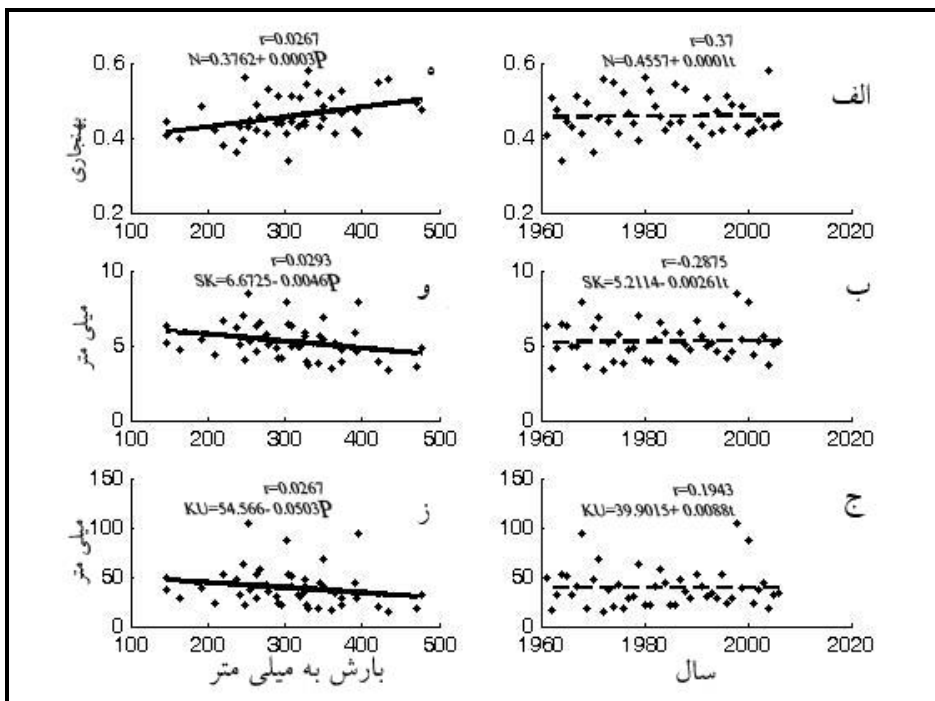 r=0.0267
N=0.3762+ 0.0003P
ه
0.6
0.4
0.2
بهنجاری
100 200 300 400 500
r=0.37
N=0.4557+ 0.0001t
الف
0.6
0.4
0.2
1960 1980 2000 2020
r=0.0293
SK=6.6725- 0.0046P
و
10
5
0
میلی متر
100 200 300 400 500
r=-0.2875
SK=5.2114- 0.00261t
ب
10
5
0
1960 1980 2000 2020
r=0.0267
KU=54.566- 0.0503P
ز
150
100
50
0
میلی متر
100 200 300 400 500
بارش به میلی متر
r=0.1943
KU=39.9015+ 0.0088t
ج
150
100
50
0
1960 1980 2000 2020
سال